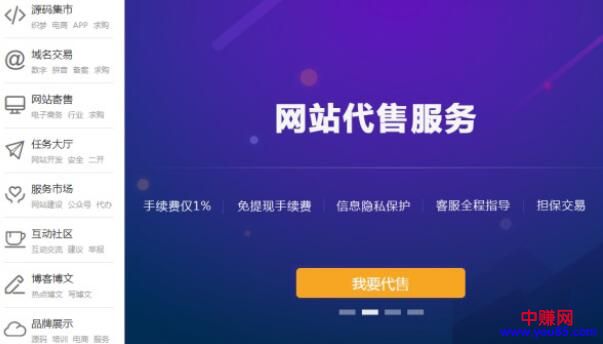 源码集市
织梦 电商 APP 求购
域名交易
数字 拼音 备案 求购
网站寄售
电子商务 行业 求购
任务大厅
网站开发 安全 二开
服务市场
网站建设 公众号 代办
互动社区
互动交流 建议 举报
博客博文
热点博文 写博文
品牌展示
源码 培训 电商 服务
网站代售服务
手续费仅1%
免提现手续费
信息隐私保护
客服全程指导
担保交易
我要代售
中赚网
www.you85.com